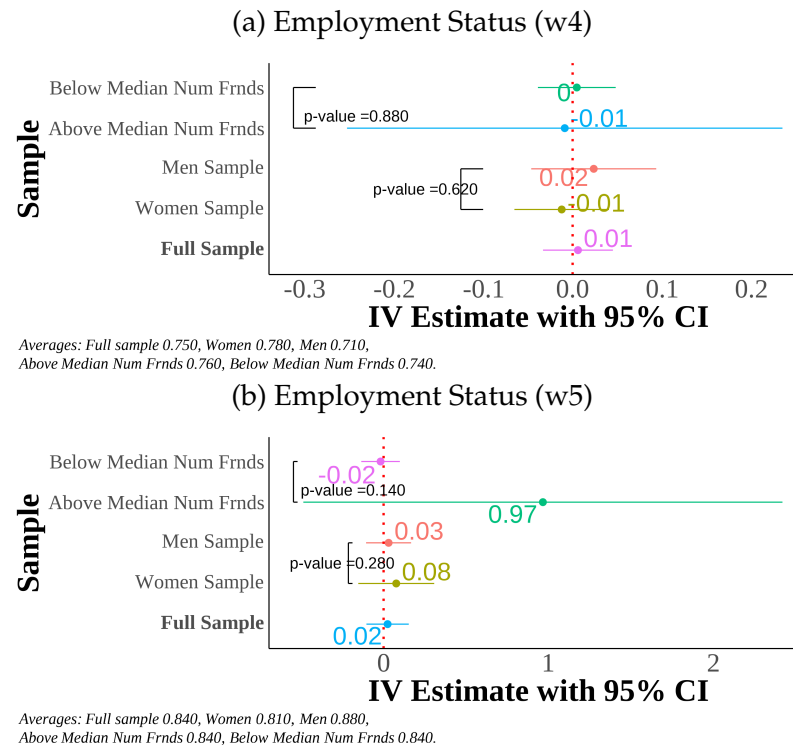 (a) Employment Status (w4)
Below Median Num Frnds
0
p-value =0.880
-0.01
Above Median Num Frnds
Men Sample
0.02
p-value =0.620
Women Sample
-0.01
Full Sample
0.01
Sample
-0.3 -0.2 -0.1 0.0 0.1 0.2
IV Estimate with 95% CI
Averages: Full sample 0.750, Women 0.780, Men 0.710,
Above Median Num Frnds 0.760, Below Median Num Frnds 0.740.
(b) Employment Status (w5)
Below Median Num Frnds
-0.02
p-value =0.140
Above Median Num Frnds
0.97
Men Sample
0.03
p-value =0.280
Women Sample
0.08
Full Sample
0.02
Sample
0 1 2
IV Estimate with 95% CI
Averages: Full sample 0.840, Women 0.810, Men 0.880,
Above Median Num Frnds 0.840, Below Median Num Frnds 0.840.